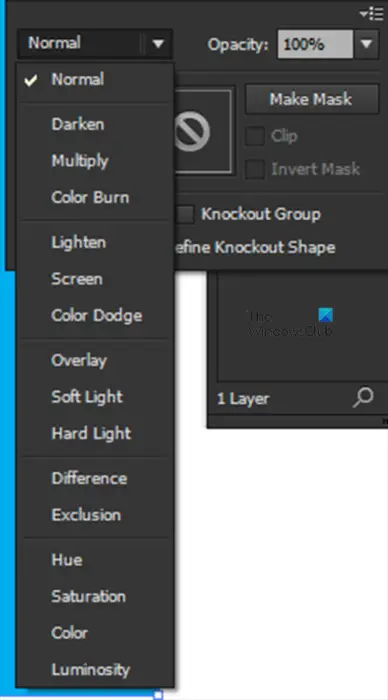 Normal
Opacity: 100%
Normal
Darken
Make Mask
Multiply
Clip
Invert Mask
Color Burn
Knockout Group
Lighten
efine Knockout Shape
Screen
Color Dodge
The
WindowsClub
Overlay
Soft Light
1 Layer
Hard Light
Difference
Exclusion
Hue
Saturation
Color
Luminosity